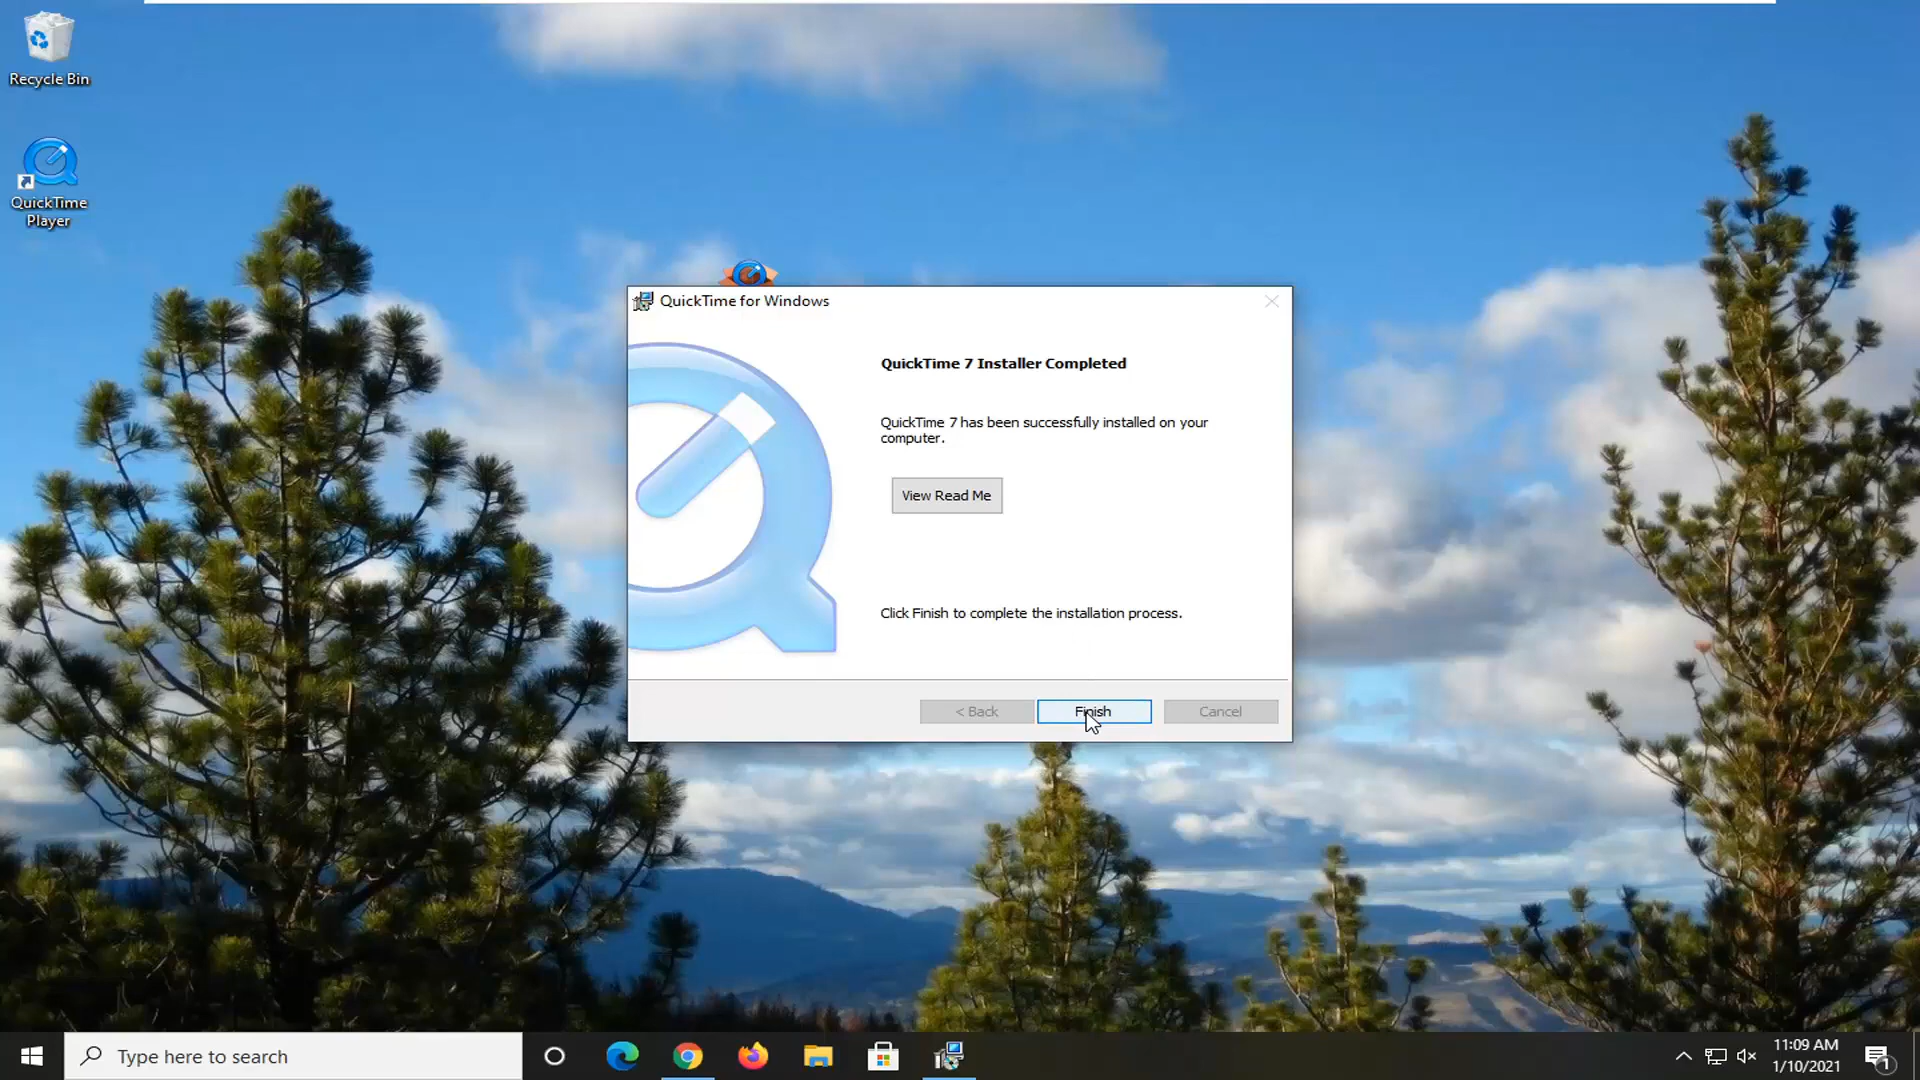 Recycle Bin
QuickTime
Player
QuickTime for Windows
QuickTime 7 Installer Completed
QuickTime 7 has been successfully installed on your
computer.
View Read Me
Click Finish to complete the installation process.
< Back
Finish
Cancel
Type here to search
11:09 AM
1/10/2021
1